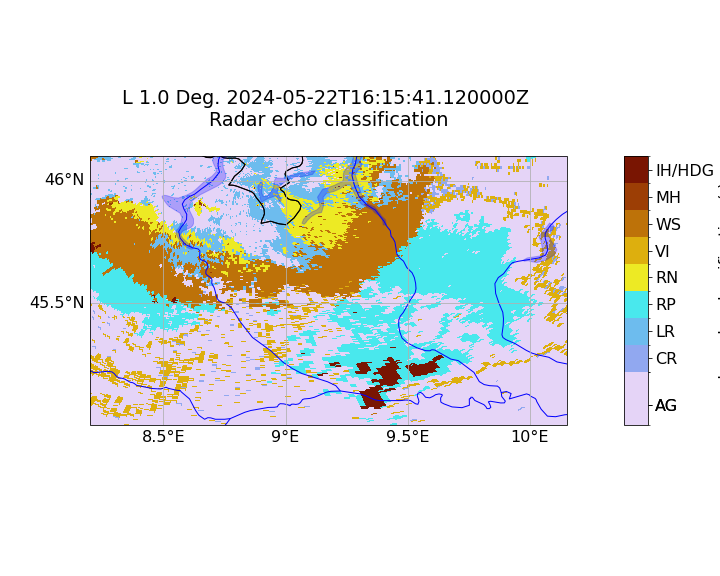 L 1.0 Deg. 2024-05-22T16:15:41.120000Z
Radar echo classification
46°N
45.5°N
8.5°E
9°E
9.5°E
10°E
IH/HDG
MH
WS
VI
RN
RP
LR
CR
AG